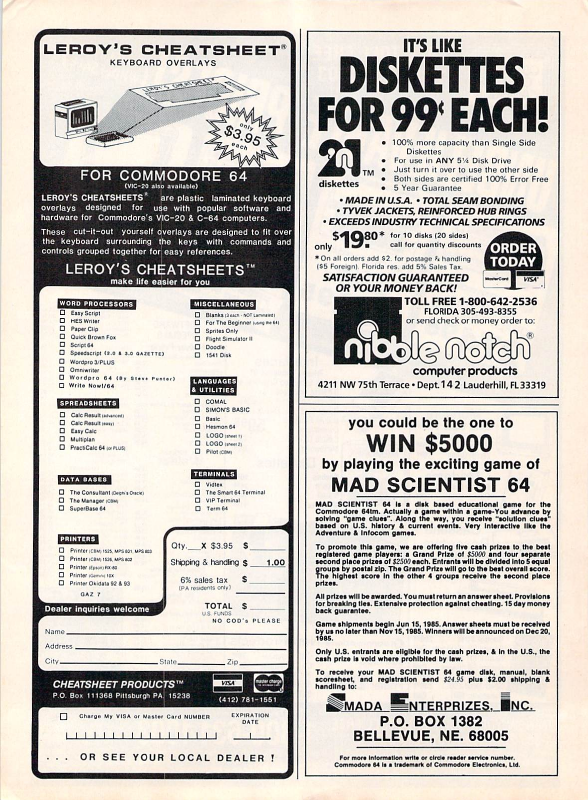 LEROY'S CHEATSHEET®
KEYBOARD OVERLAYS
LEROY'S CHEATSHEET
only
$3.95
each
FOR COMMODORE 64
(VIC-20 also available)
LEROY'S CHEATSHEETS® are plastic laminated keyboard
overlays designed for use with popular software and
hardware for Commodore's VIC-20 & C-64 computers.
These cut-it-out yourself overlays are designed to fit over
the keyboard surrounding the keys with commands and
controls grouped together for easy references.
LEROY'S CHEATSHEETS™
make life easier for you
WORD PROCESSORS
Easy Script
HES Writer
Paper Clip
Quick Brown Fox
Script 64
Speedscript (2.0 & 3.0 GAZETTE)
Wordpro 3/PLUS
Omniwriter
Wordpro 64 (By Steve Punter)
Write Now!/64
SPREADSHEETS
Calc Result (advanced)
Calc Result (easy)
Easy Calc
Multiplan
PractiCalc 64 (or PLUS)
DATA BASES
The Consultant (Delphi's Oracle)
The Manager (CBM)
SuperBase 64
PRINTERS
Printer (CBM) 1525, MPS 801, MPS 803
Printer (CBM) 1526, MPS 802
Printer (Epson) RX-80
Printer (Gemini) 10X
Printer Okidata 92 & 93
GAZ 7
Dealer inquiries welcome
MISCELLANEOUS
Blanks (3 each - NOT Laminated)
For The Beginner (using the 64)
Sprites Only
Flight Simulator II
Doodle
1541 Disk
LANGUAGES
& UTILITIES
COMAL
SIMON'S BASIC
Basic
Hesmon 64
LOGO (sheet 1)
LOGO (sheet 2)
Pilot (CBM)
TERMINALS
Vidtex
The Smart 64 Terminal
VIP Terminal
Term 64
Qty.___X $3.95 $
Shipping & handling $ 1.00
6% sales tax $
(PA residents only)
TOTAL $
U.S. FUNDS
NO COD's PLEASE
Name
Address
City State Zip
CHEATSHEET PRODUCTS™
P.O. Box 111368 Pittsburgh PA. 15238
VISA
master charge
(412) 781-1551
Charge My VISA or Master Card NUMBER
EXPIRATION
DATE
. . . OR SEE YOUR LOCAL DEALER !
IT'S LIKE
DISKETTES
FOR 99¢ EACH!
2n™
diskettes
• 100% more capacity than Single Side
Diskettes
• For use in ANY 5¼ Disk Drive
• Just turn it over to use the other side
• Both sides are certified 100% Error Free
• 5 Year Guarantee
• MADE IN U.S.A. • TOTAL SEAM BONDING
• TYVEK JACKETS, REINFORCED HUB RINGS
• EXCEEDS INDUSTRY TECHNICAL SPECIFICATIONS
only $19.80* for 10 disks (20 sides)
call for quantity discounts
*On all orders add $2. for postage & handling
($5 Foreign). Florida res. add 5% Sales Tax.
SATISFACTION GUARANTEED
OR YOUR MONEY BACK!
ORDER
TODAY
MasterCard
VISA
TOLL FREE 1-800-642-2536
FLORIDA 305-493-8355
or send check or money order to:
nibble notch®
computer products
4211 NW 75th Terrace • Dept. 142 Lauderhill, FL 33319
you could be the one to
WIN $5000
by playing the exciting game of
MAD SCIENTIST 64
MAD SCIENTIST 64 is a disk based educational game for the
Commodore 64tm. Actually a game within a game-You advance by
solving "game clues". Along the way, you receive "solution clues"
based on U.S. history & current events. Very interactive like the
Adventure & Infocom games.
To promote this game, we are offering five cash prizes to the best
registered game players: a Grand Prize of $5000 and four separate
second place prizes of $2500 each. Entrants will be divided into 5 equal
groups by postal zip. The Grand Prize will go to the best overall score.
The highest score in the other 4 groups receive the second place
prizes.
All prizes will be awarded. You must return an answer sheet. Provisions
for breaking ties. Extensive protection against cheating. 15 day money
back guarantee.
Game shipments begin Jun 15, 1985. Answer sheets must be received
by us no later than Nov 15, 1985. Winners will be announced on Dec 20,
1985.
Only U.S. entrants are eligible for the cash prizes, & in the U.S., the
cash prize is void where prohibited by law.
To receive your MAD SCIENTIST 64 game disk, manual, blank
scoresheet, and registration send $24.95 plus $2.00 shipping &
handling to:
SMADA ENTERPRIZES, INC.
P.O. BOX 1382
BELLEVUE, NE. 68005
For more information write or circle reader service number.
Commodore 64 is a trademark of Commodore Electronics, Ltd.